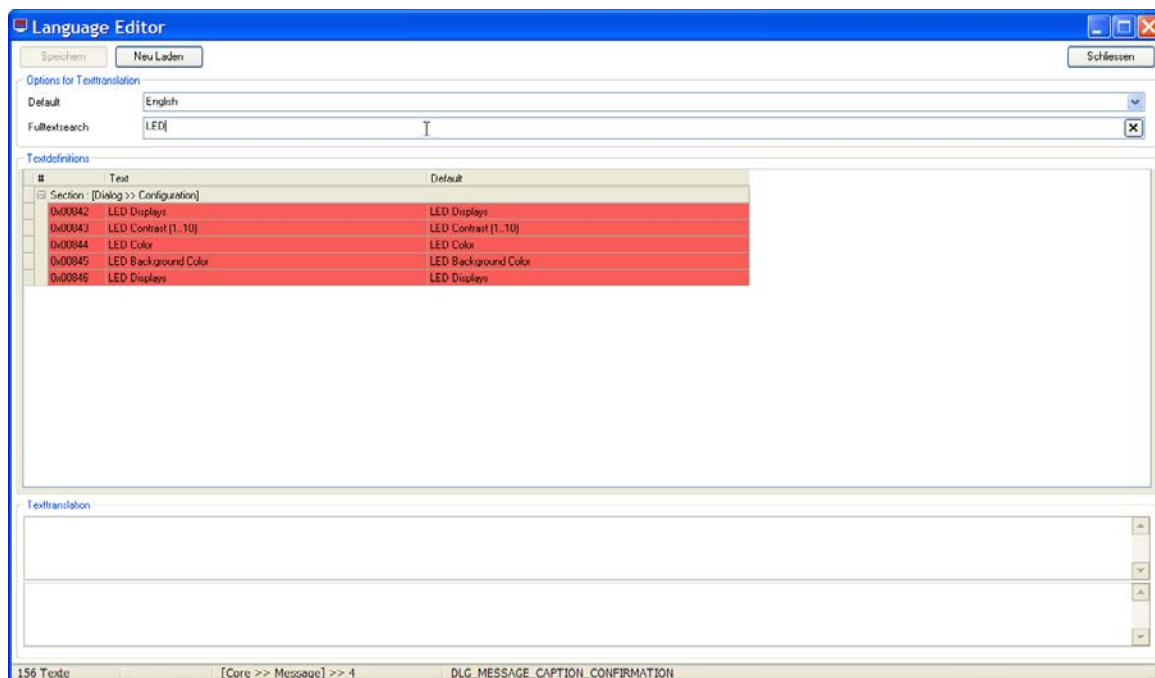 Language Editor
Speichern Neu Laden Schliessen
Options for Texttranslation
Default English
Fulltextsearch LED
Textdefinitions
# Text Default
Section : [Dialog >> Configuration]
0x00842 LED Displays LED Displays
0x00843 LED Contrast (1..10) LED Contrast (1..10)
0x00844 LED Color LED Color
0x00845 LED Background Color LED Background Color
0x00846 LED Displays LED Displays
Texttranslation
156 Texte [Core >> Message] >> 4 DLG_MESSAGE_CAPTION_CONFIRMATION